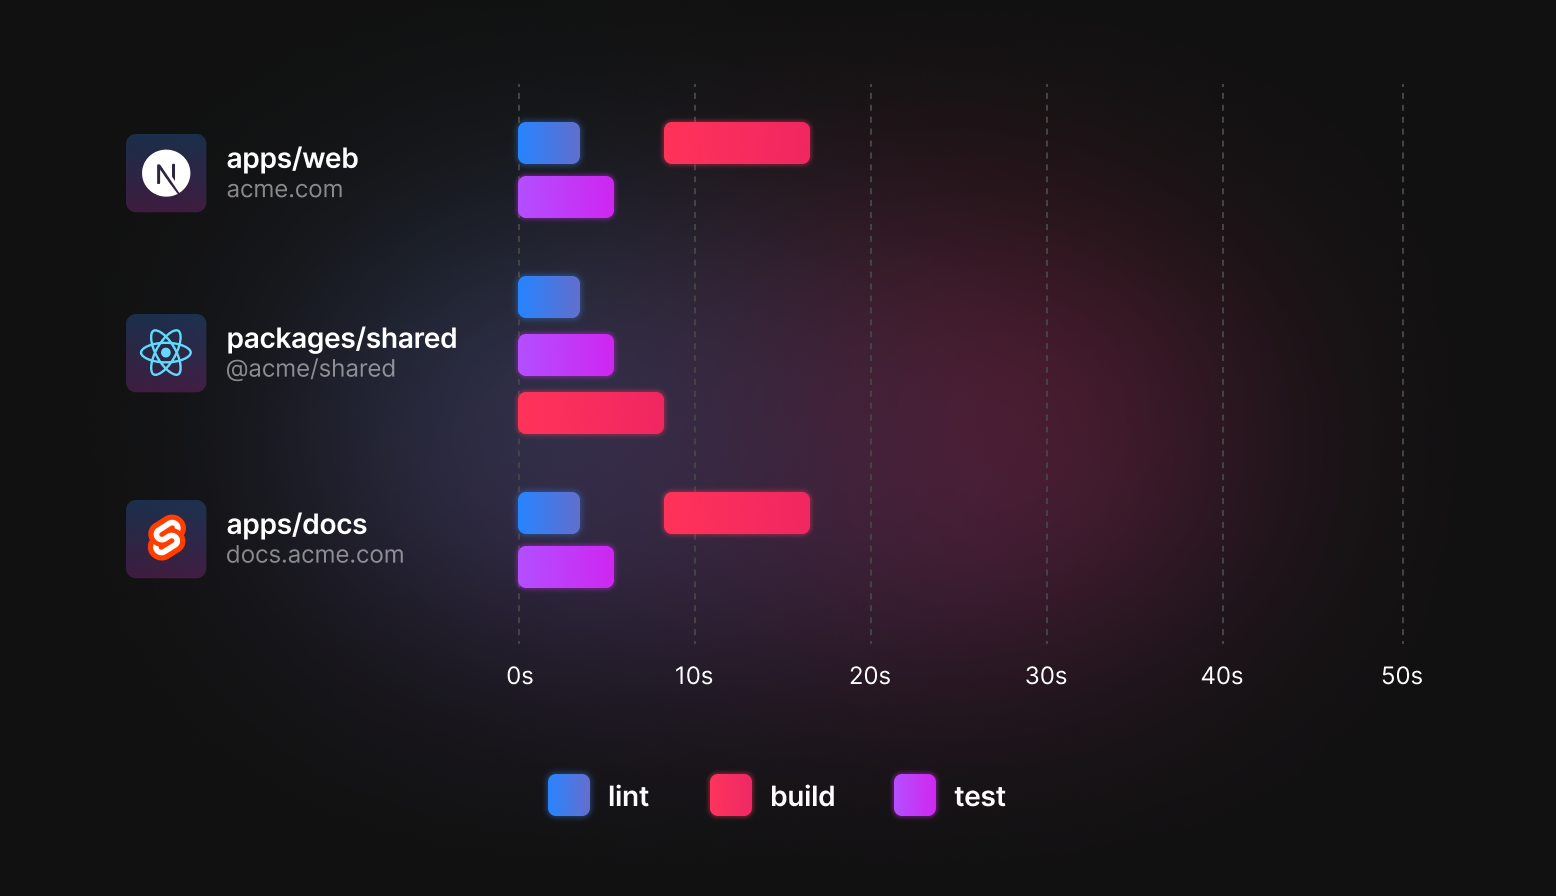 apps/web
acme.com
packages/shared
@acme/shared
apps/docs
docs.acme.com
0s 10s 20s 30s 40s 50s
lint build test